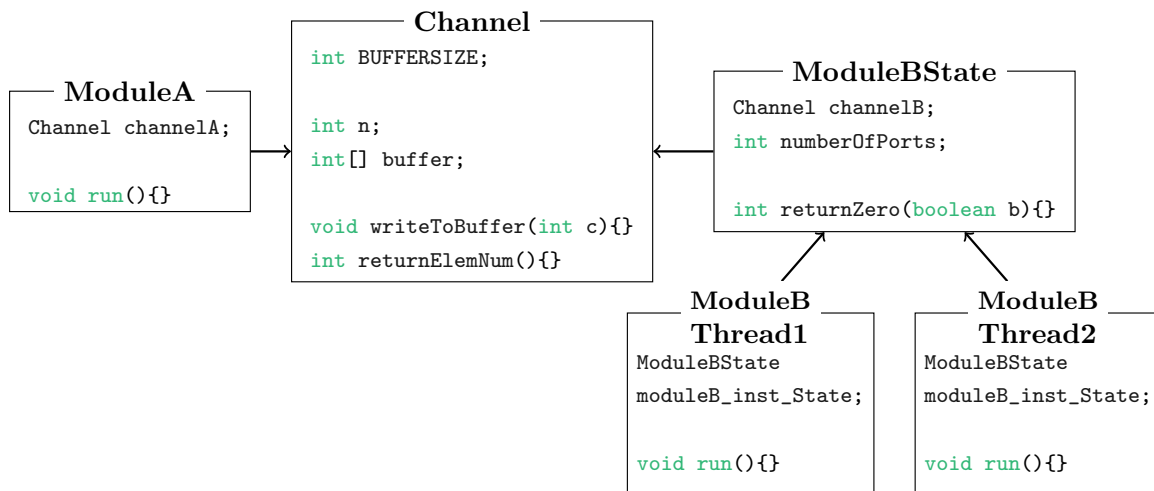 Channel
int BUFFERSIZE;
int n;
int[] buffer;
void writeToBuffer(int c){}
int returnElemNum(){}
ModuleA
Channel channelA;
void run(){}
ModuleBState
Channel channelB;
int numberOfPorts;
int returnZero(boolean b){}
ModuleB
Thread1
ModuleBState
moduleB_inst_State;
void run(){}
ModuleB
Thread2
ModuleBState
moduleB_inst_State;
void run(){}